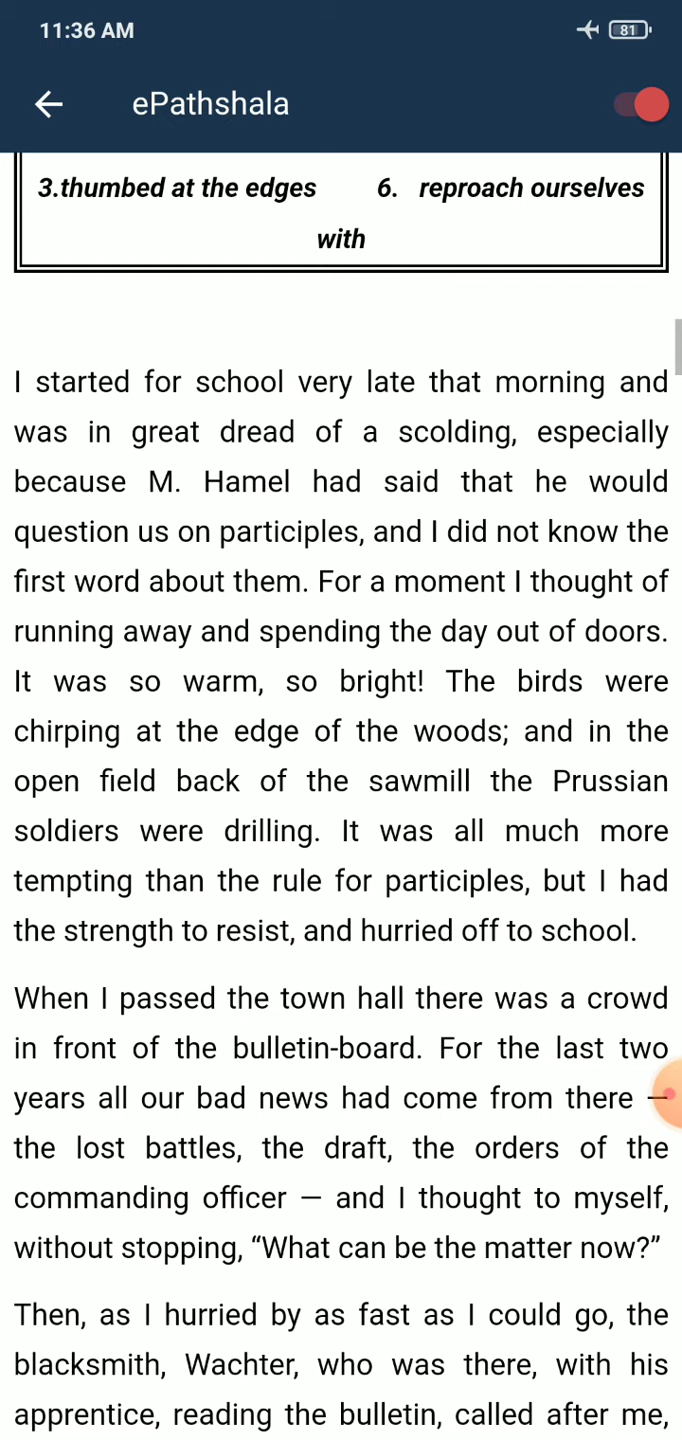 11:36 AM
81
ePathshala
3.thumbed at the edges 6. reproach ourselves
with
I started for school very late that morning and
was in great dread of a scolding, especially
because M. Hamel had said that he would
question us on participles, and I did not know the
first word about them. For a moment I thought of
running away and spending the day out of doors.
It was so warm, so bright! The birds were
chirping at the edge of the woods; and in the
open field back of the sawmill the Prussian
soldiers were drilling. It was all much more
tempting than the rule for participles, but I had
the strength to resist, and hurried off to school.
When I passed the town hall there was a crowd
in front of the bulletin-board. For the last two
years all our bad news had come from there —
the lost battles, the draft, the orders of the
commanding officer — and I thought to myself,
without stopping, “What can be the matter now?”
Then, as I hurried by as fast as I could go, the
blacksmith, Wachter, who was there, with his
apprentice, reading the bulletin, called after me,